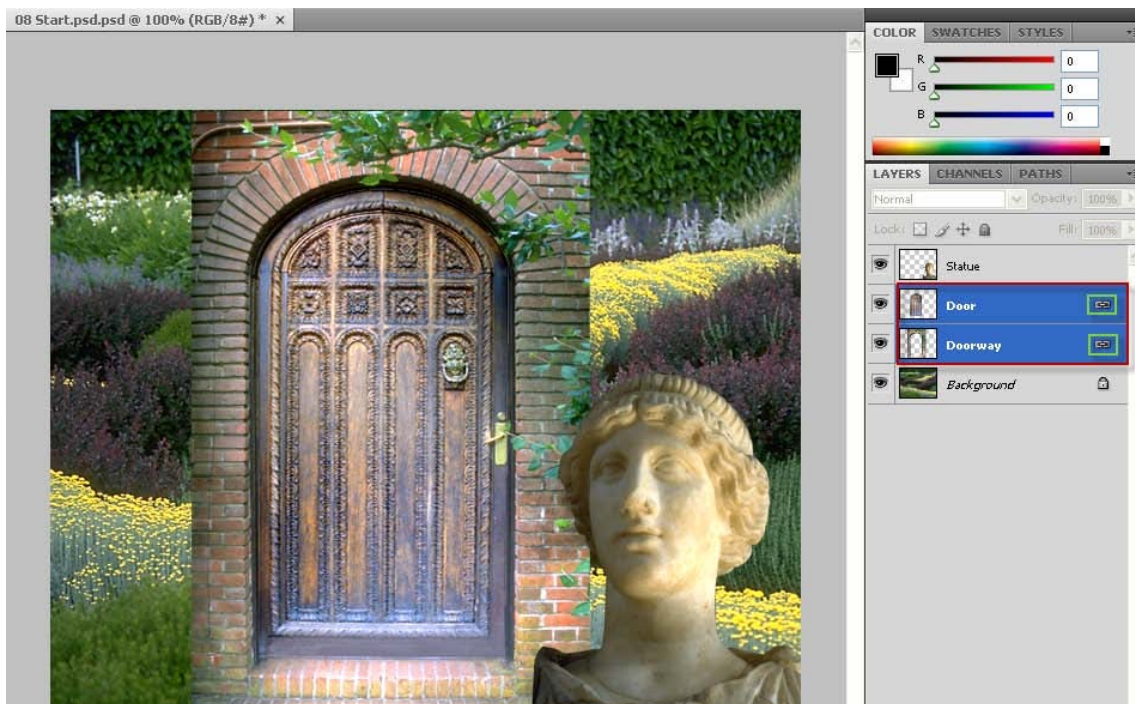 08 Start.psd.psd @ 100% (RGB/8#) * x
COLOR SWATCHES STYLES
R 0
G 0
B 0
LAYERS CHANNELS PATHS
Normal Opacity: 100%
Lock: Fill: 100%
Statue
Door
Doorway
Background